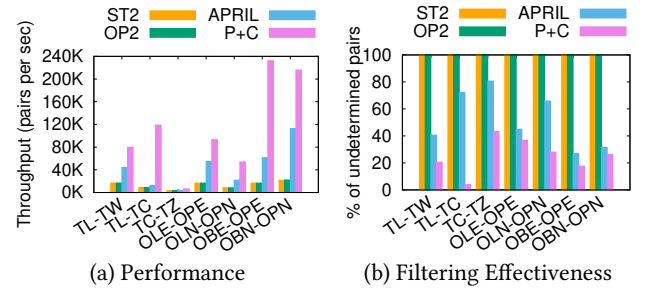 ST2 APRIL
OP2 P+C
Throughput (pairs per sec)
240K
200K
160K
120K
80K
40K
0K
TL-TW
TL-TC
TC-TZ
OLE-OPE
OLN-OPN
OBE-OPE
OBN-OPN
(a) Performance
ST2 APRIL
OP2 P+C
% of undetermined pairs
100
80
60
40
20
0
TL-TW
TL-TC
TC-TZ
OLE-OPE
OLN-OPN
OBE-OPE
OBN-OPN
(b) Filtering Effectiveness